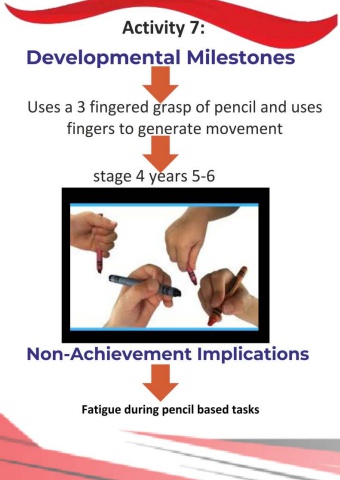 Activity 7:
Developmental Milestones
Uses a 3 fingered grasp of pencil and uses
fingers to generate movement
stage 4 years 5-6
Non-Achievement Implications
Fatigue during pencil based tasks